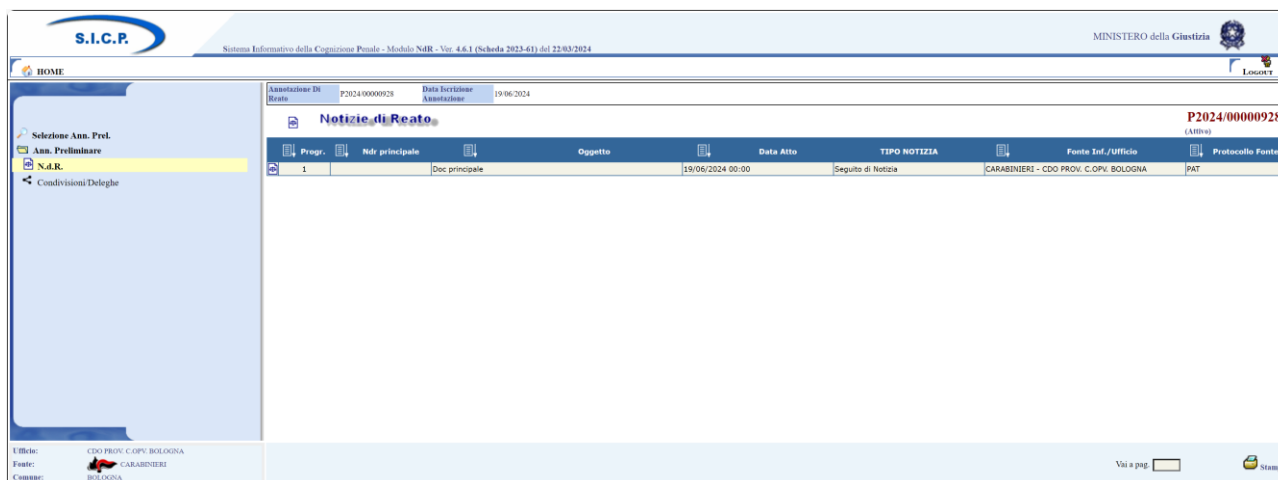 S.I.C.P.
Sistema Informativo della Cognizione Penale - Modulo NdR - Ver. 4.6.1 (Scheda 2023-61) del 22/03/2024
MINISTERO della Giustizia
HOME
LOGOUT
Annotazione Di Reato P2024/00000928 Data Iscrizione Annotazione 19/06/2024
Notizie di Reato
P2024/00000928
(Attivo)
Selezione Ann. Prel.
Ann. Preliminare
N.d.R.
Condivisioni/Deleghe
Progr. Ndr principale Oggetto Data Atto TIPO NOTIZIA Fonte Inf./Ufficio Protocollo Fonte
1 Doc principale 19/06/2024 00:00 Seguito di Notizia CARABINIERI - CDO PROV. C.OPV. BOLOGNA PAT
Ufficio: CDO PROV. C.OPV. BOLOGNA
Fonte: CARABINIERI
Comune: BOLOGNA
Vai a pag.
Stam